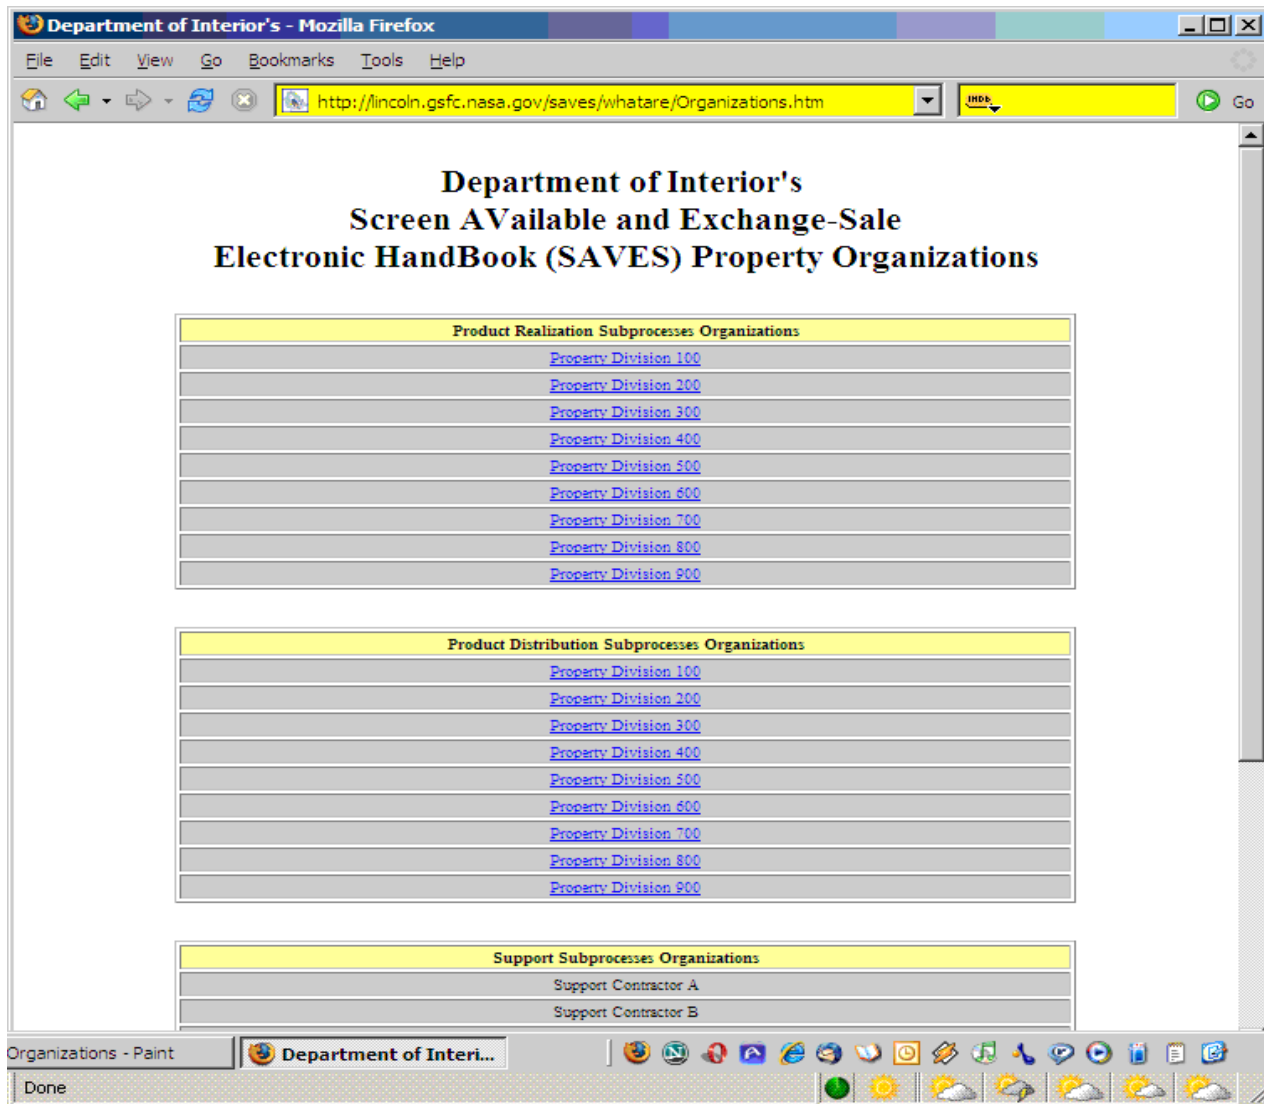 Department of Interior's - Mozilla Firefox
File Edit View Go Bookmarks Tools Help
http://lincoln.gsfc.nasa.gov/saves/whatare/Organizations.htm IMDb Go
Department of Interior's
Screen AVailable and Exchange-Sale
Electronic HandBook (SAVES) Property Organizations
Product Realization Subprocesses Organizations
Property Division 100
Property Division 200
Property Division 300
Property Division 400
Property Division 500
Property Division 600
Property Division 700
Property Division 800
Property Division 900
Product Distribution Subprocesses Organizations
Property Division 100
Property Division 200
Property Division 300
Property Division 400
Property Division 500
Property Division 600
Property Division 700
Property Division 800
Property Division 900
Support Subprocesses Organizations
Support Contractor A
Support Contractor B
Organizations - Paint Department of Interi...
Done